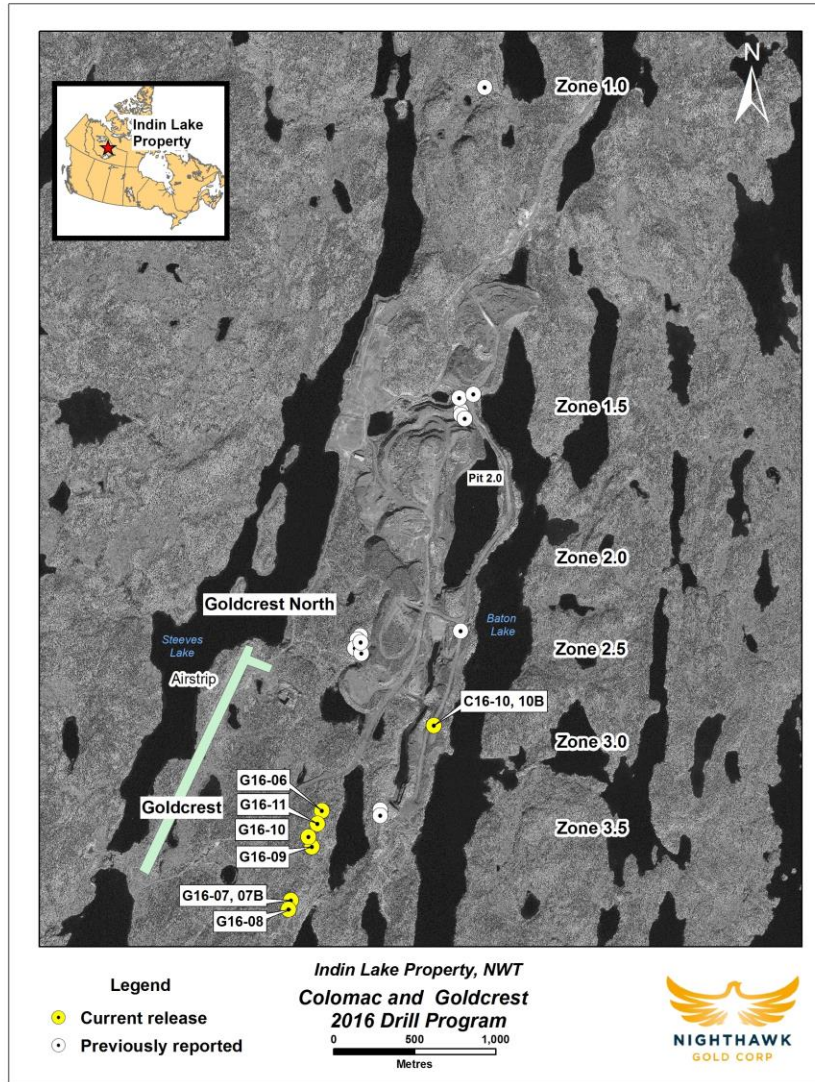 Indin Lake
Property
Zone 1.0
N
Zone 1.5
Pit 2.0
Zone 2.0
Goldcrest North
Steeves
Lake
Baton
Lake
Zone 2.5
Airstrip
C16-10, 10B
Zone 3.0
G16-06
Goldcrest
G16-11
G16-10
Zone 3.5
G16-09
G16-07, 07B
G16-08
Legend
Current release
Previously reported
Indin Lake Property, NWT
Colomac and Goldcrest
2016 Drill Program
0 500 1,000
Metres
NIGHTHAWK
GOLD CORP